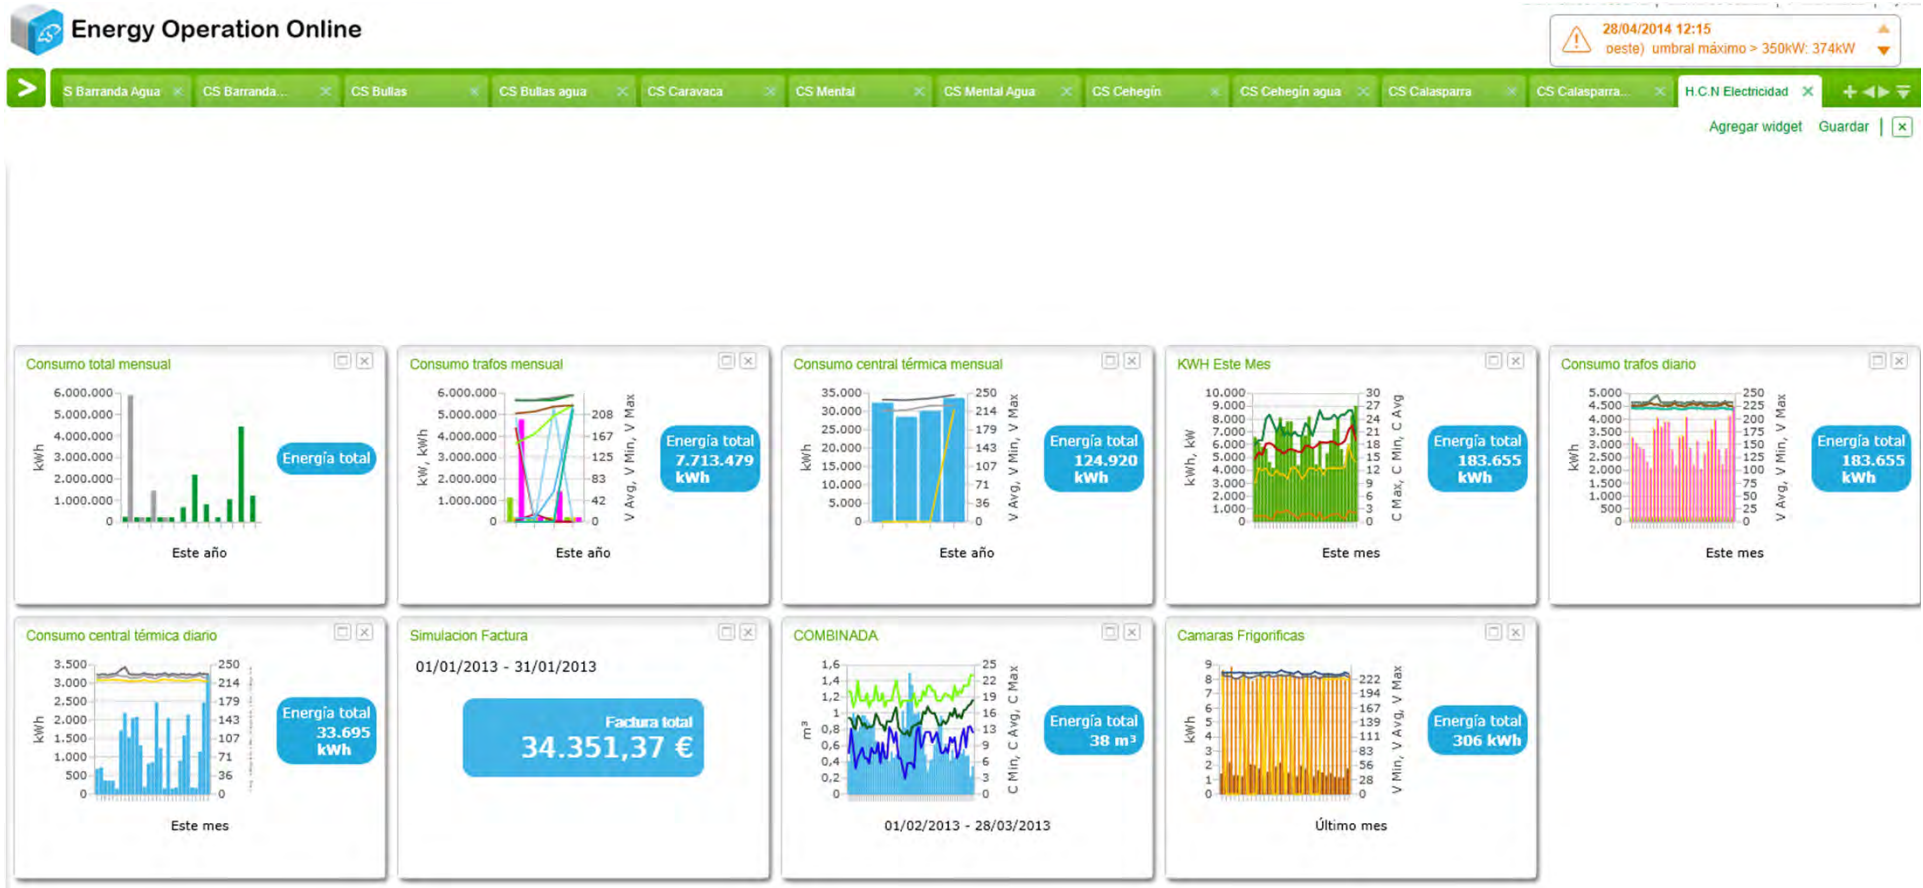 Energy Operation Online
28/04/2014 12:15
oeste) umbral máximo > 350kW: 374kW
S Barranda Agua
CS Barranda...
CS Bullas
CS Bullas agua
CS Caravaca
CS Mental
CS Mental Agua
CS Cehegín
CS Cehegín agua
CS Calasparra
CS Calasparra...
H.C.N Electricidad
Agregar widget Guardar
Consumo total mensual
6.000.000
5.000.000
4.000.000
3.000.000
2.000.000
1.000.000
0
kWh
Energía total
Este año
Consumo trafos mensual
6.000.000
5.000.000
4.000.000
3.000.000
2.000.000
1.000.000
0
kW, kWh
208
167
125
83
42
0
V Avg, V Min, V Max
Energía total
7.713.479
kWh
Este año
Consumo central térmica mensual
35.000
30.000
25.000
20.000
15.000
10.000
5.000
0
kWh
250
214
179
143
107
71
36
0
V Avg, V Min, V Max
Energía total
124.920
kWh
Este año
KWH Este Mes
10.000
9.000
8.000
7.000
6.000
5.000
4.000
3.000
2.000
1.000
0
kWh, kW
30
27
24
21
18
15
12
9
6
3
0
C Max, C Min, C Avg
Energía total
183.655
kWh
Este mes
Consumo trafos diario
5.000
4.500
4.000
3.500
3.000
2.500
2.000
1.500
1.000
500
0
kWh
250
225
200
175
150
125
100
75
50
25
0
V Avg, V Min, V Max
Energía total
183.655
kWh
Este mes
Consumo central térmica diario
3.500
3.000
2.500
2.000
1.500
1.000
500
0
kWh
250
214
179
143
107
71
36
0
Energía total
33.695
kWh
Este mes
Simulacion Factura
01/01/2013 - 31/01/2013
Factura total
34.351,37 €
COMBINADA
1,6
1,4
1,2
1
0,8
0,6
0,4
0,2
0
m³
25
22
19
16
13
9
6
3
0
C Min, C Avg, C Max
Energía total
38 m³
01/02/2013 - 28/03/2013
Camaras Frigorificas
9
8
7
6
5
4
3
2
1
0
kWh
222
194
167
139
111
83
56
28
0
V Min, V Avg, V Max
Energía total
306 kWh
Último mes